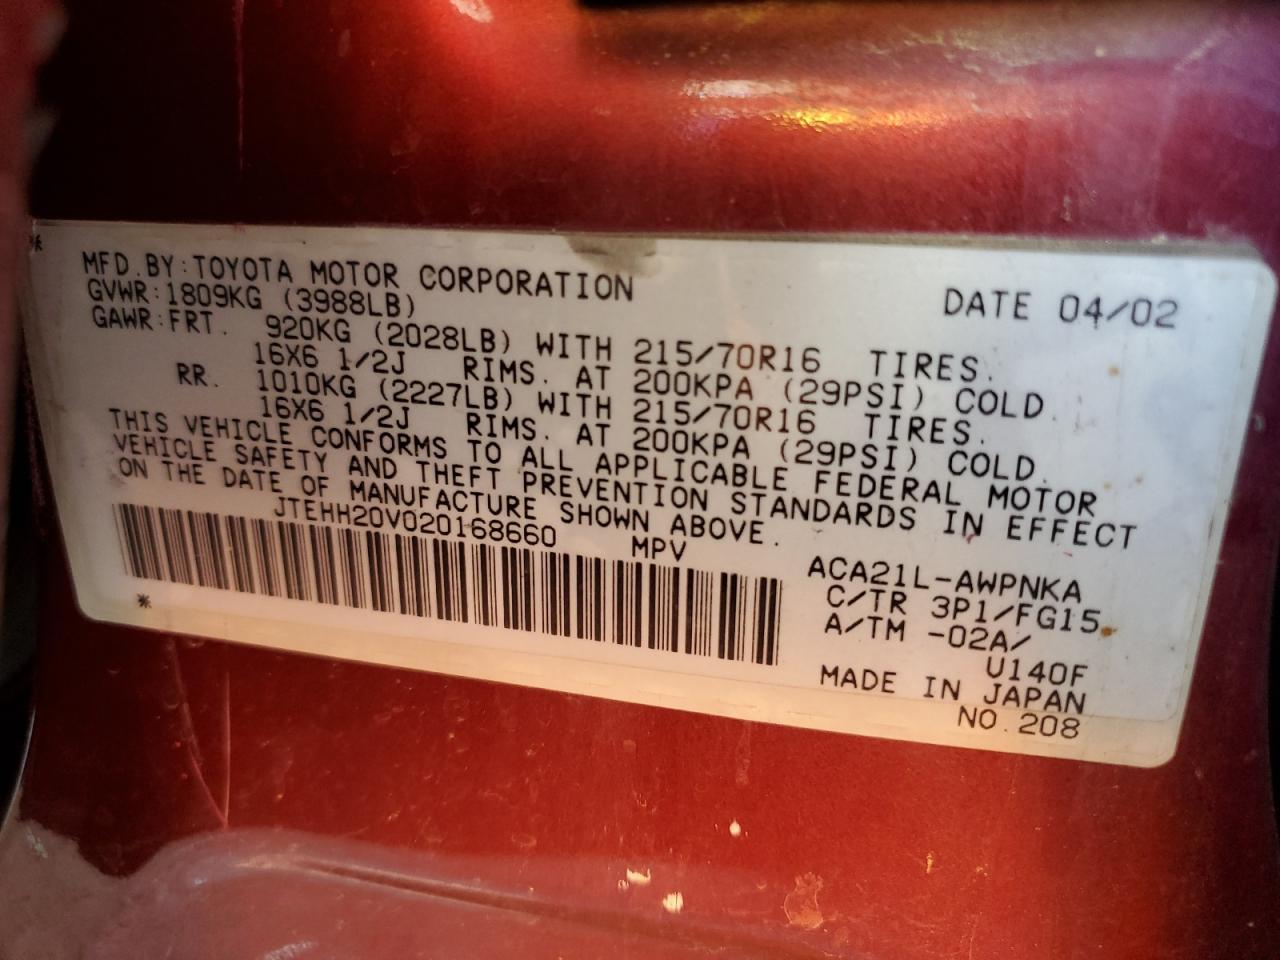 MFD.BY:TOYOTA MOTOR CORPORATION DATE 04/02
GVWR:1809KG (3988LB)
GAWR:FRT. 920KG (2028LB) WITH 215/70R16 TIRES.
16X6 1/2J RIMS. AT 200KPA (29PSI) COLD.
RR. 1010KG (2227LB) WITH 215/70R16 TIRES.
16X6 1/2J RIMS. AT 200KPA (29PSI) COLD.
THIS VEHICLE CONFORMS TO ALL APPLICABLE FEDERAL MOTOR
VEHICLE SAFETY AND THEFT PREVENTION STANDARDS IN EFFECT
ON THE DATE OF MANUFACTURE SHOWN ABOVE.
JTEHH20V020168660 MPV
ACA21L-AWPNKA
C/TR 3P1/FG15
A/TM -02A/
U140F
MADE IN JAPAN
NO.208